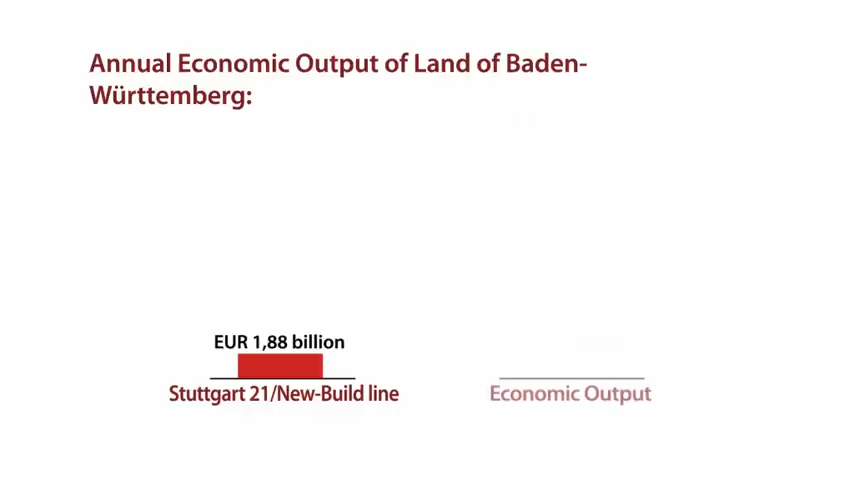 Annual Economic Output of Land of Baden-
Württemberg:
EUR 1,88 billion
Stuttgart 21/New-Build line
Economic Output